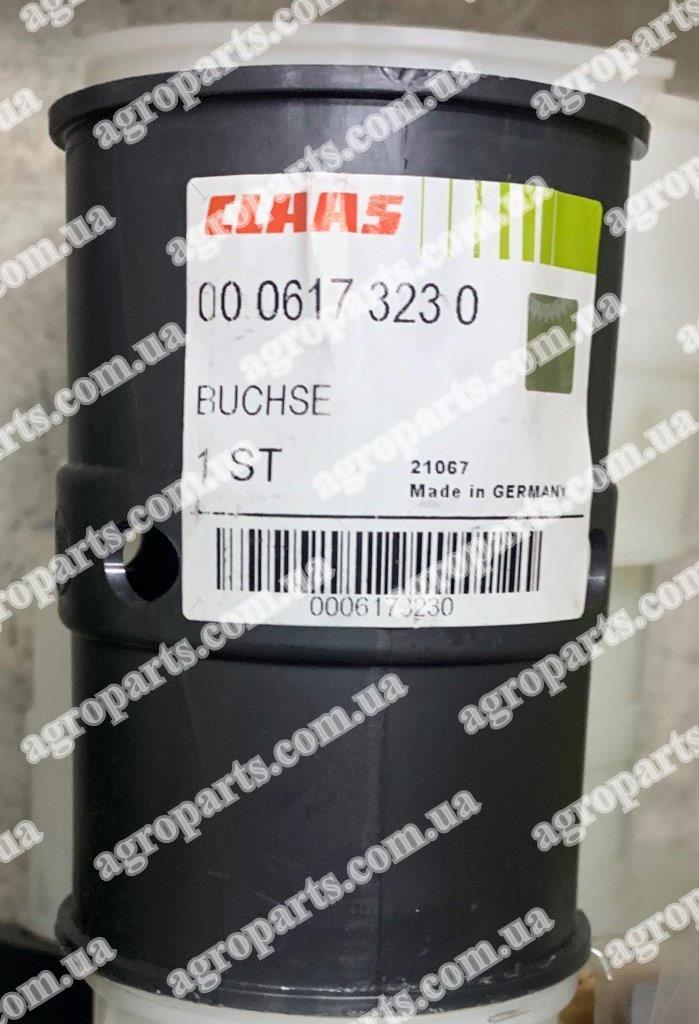 CLAAS
00 0617 323 0
BUCHSE
1 ST
21067
Made in GERMANY
0006173230
agroparts.com.ua